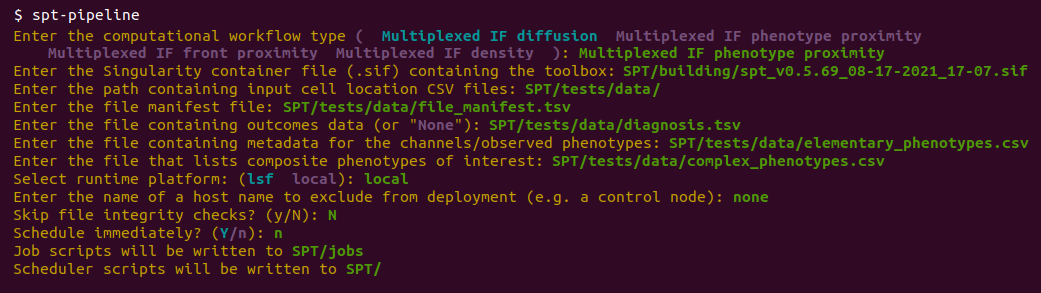 $ spt-pipeline
Enter the computational workflow type (  Multiplexed IF diffusion  Multiplexed IF phenotype proximity
Multiplexed IF front proximity  Multiplexed IF density  ): Multiplexed IF phenotype proximity
Enter the Singularity container file (.sif) containing the toolbox: SPT/building/spt_v0.5.69_08-17-2021_17-07.sif
Enter the path containing input cell location CSV files: SPT/tests/data/
Enter the file manifest file: SPT/tests/data/file_manifest.tsv
Enter the file containing outcomes data (or "None"): SPT/tests/data/diagnosis.tsv
Enter the file containing metadata for the channels/observed phenotypes: SPT/tests/data/elementary_phenotypes.csv
Enter the file that lists composite phenotypes of interest: SPT/tests/data/complex_phenotypes.csv
Select runtime platform: (lsf  local): local
Enter the name of a host name to exclude from deployment (e.g. a control node): none
Skip file integrity checks? (y/N): N
Schedule immediately? (Y/n): n
Job scripts will be written to SPT/jobs
Scheduler scripts will be written to SPT/